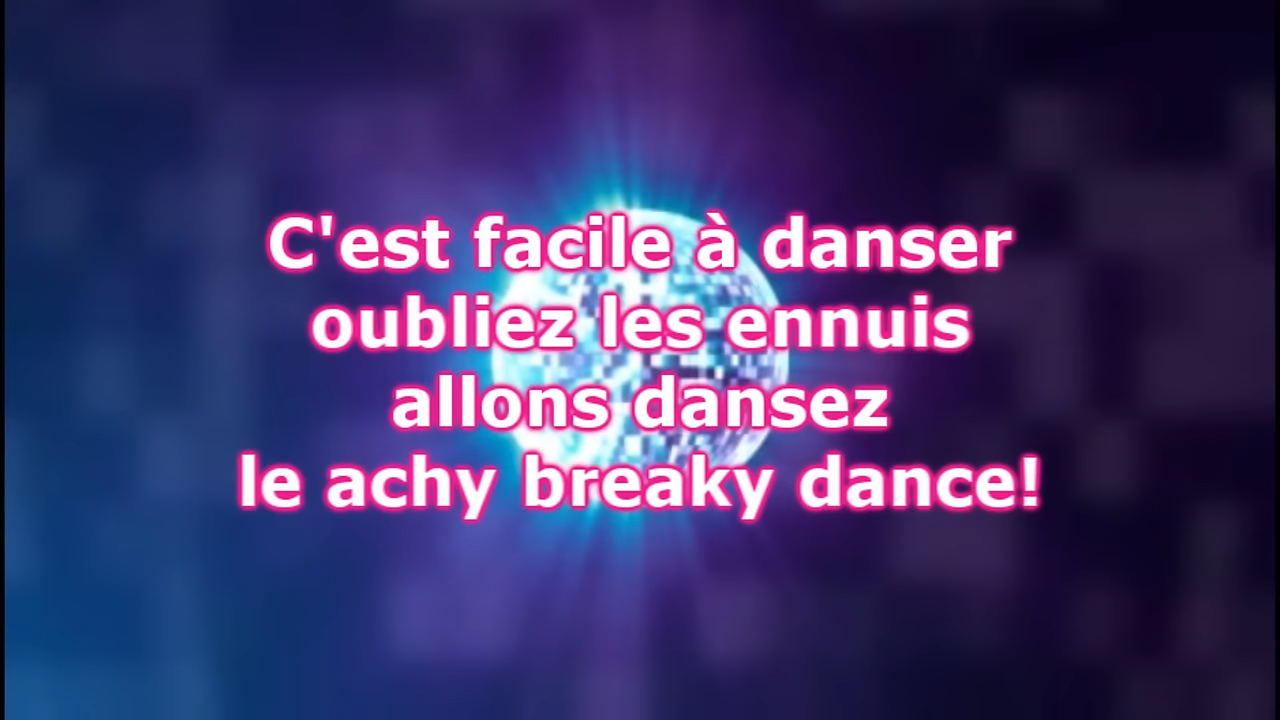 C'est facile à danser
oubliez les ennuis
allons dansez
le achy breaky dance!